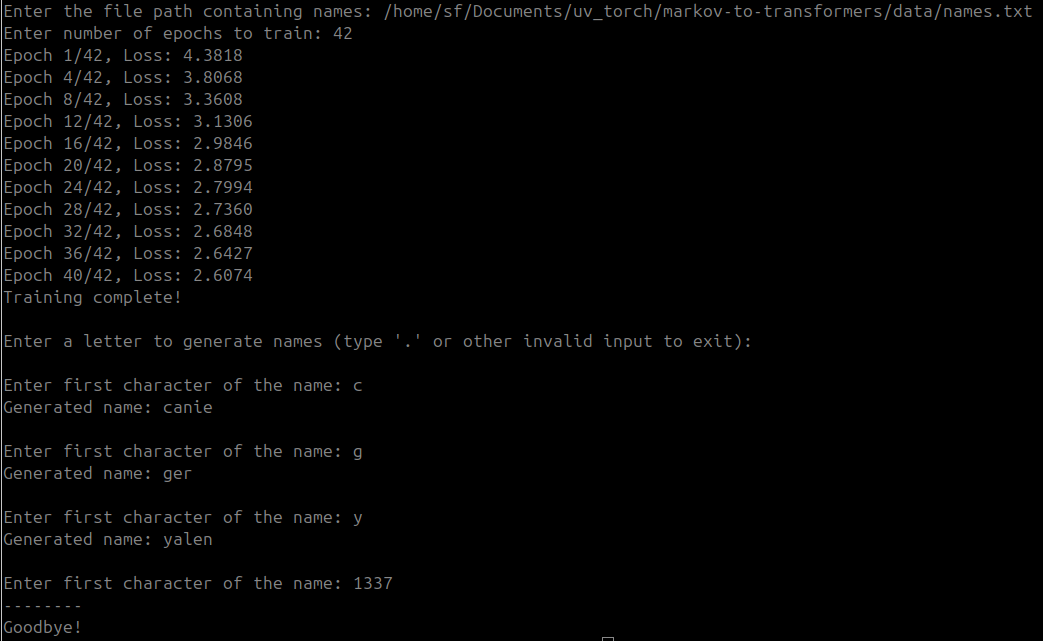 Enter the file path containing names: /home/sf/Documents/uv_torch/markov-to-transformers/data/names.txt
Enter number of epochs to train: 42
Epoch 1/42, Loss: 4.3818
Epoch 4/42, Loss: 3.8068
Epoch 8/42, Loss: 3.3608
Epoch 12/42, Loss: 3.1306
Epoch 16/42, Loss: 2.9846
Epoch 20/42, Loss: 2.8795
Epoch 24/42, Loss: 2.7994
Epoch 28/42, Loss: 2.7360
Epoch 32/42, Loss: 2.6848
Epoch 36/42, Loss: 2.6427
Epoch 40/42, Loss: 2.6074
Training complete!
Enter a letter to generate names (type '.' or other invalid input to exit):
Enter first character of the name: c
Generated name: canie
Enter first character of the name: g
Generated name: ger
Enter first character of the name: y
Generated name: yalen
Enter first character of the name: 1337
--------
Goodbye!